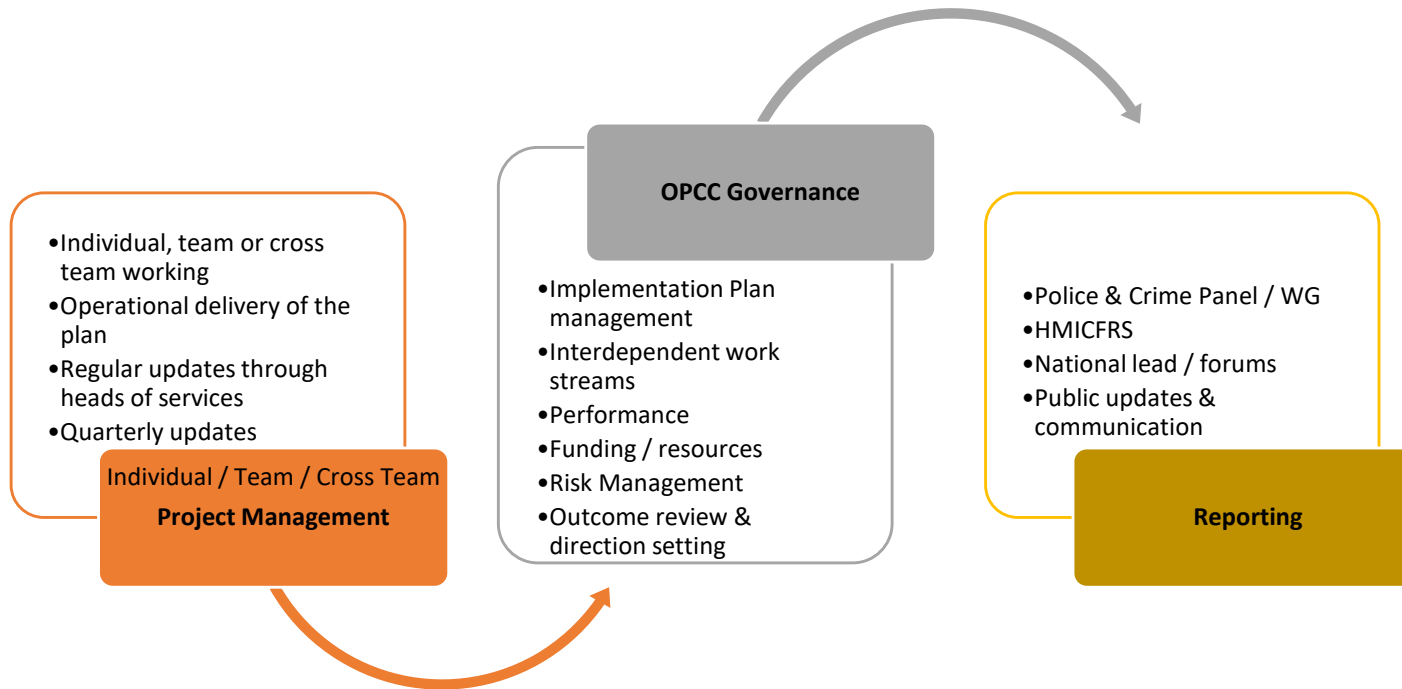 •Individual, team or cross
team working
•Operational delivery of the
plan
•Regular updates through
heads of services
•Quarterly updates
Individual / Team / Cross Team
Project Management
OPCC Governance
•Implementation Plan
management
•Interdependent work
streams
•Performance
•Funding / resources
•Risk Management
•Outcome review &
direction setting
•Police & Crime Panel / WG
•HMICFRS
•National lead / forums
•Public updates &
communication
Reporting